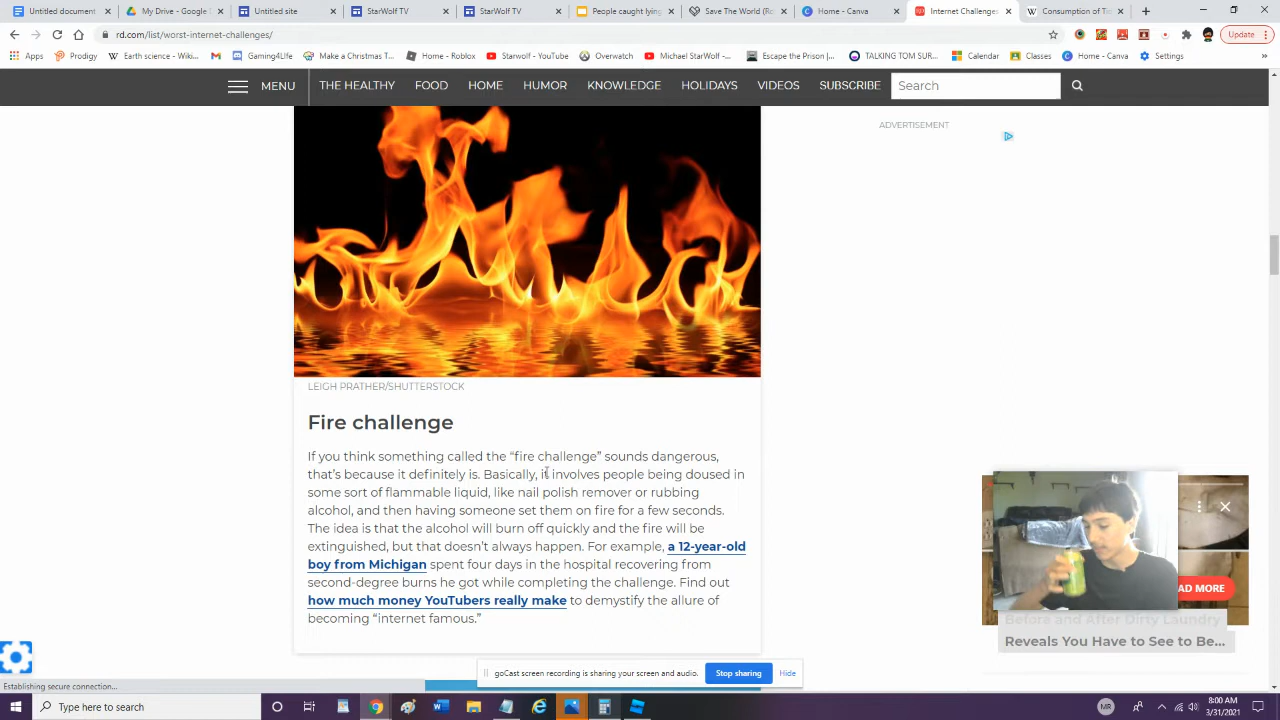 Untitled document
My Drive - Google
Untitled site
StarWolf TV
StarWolf TV
People caught lying
Save The World (Ro
Home - Canva
Internet Challenges
Consumption of Tid
rd.com/list/worst-internet-challenges/
Update
Apps
Prodigy
Earth science - Wiki...
Gaming4LIfe
Make a Christmas T...
Home - Roblox
Starwolf - YouTube
Overwatch
Michael StarWolf -...
Escape the Prison |...
TALKING TOM SUR...
Calendar
Classes
Home - Canva
Settings
»
MENU
THE HEALTHY
FOOD
HOME
HUMOR
KNOWLEDGE
HOLIDAYS
VIDEOS
SUBSCRIBE
Search
ADVERTISEMENT
LEIGH PRATHER/SHUTTERSTOCK
Fire challenge
If you think something called the “fire challenge” sounds dangerous,
that’s because it definitely is. Basically, it involves people being doused in
some sort of flammable liquid, like nail polish remover or rubbing
alcohol, and then having someone set them on fire for a few seconds.
The idea is that the alcohol will burn off quickly and the fire will be
extinguished, but that doesn’t always happen. For example, a 12-year-old
boy from Michigan spent four days in the hospital recovering from
second-degree burns he got while completing the challenge. Find out
how much money YouTubers really make to demystify the allure of
becoming “internet famous.”
AD MORE
Before and After Dirty Laundry
Reveals You Have to See to Be...
goCast screen recording is sharing your screen and audio.
Stop sharing
Hide
Establishing secure connection...
Type here to search
MR
8:00 AM
3/31/2021